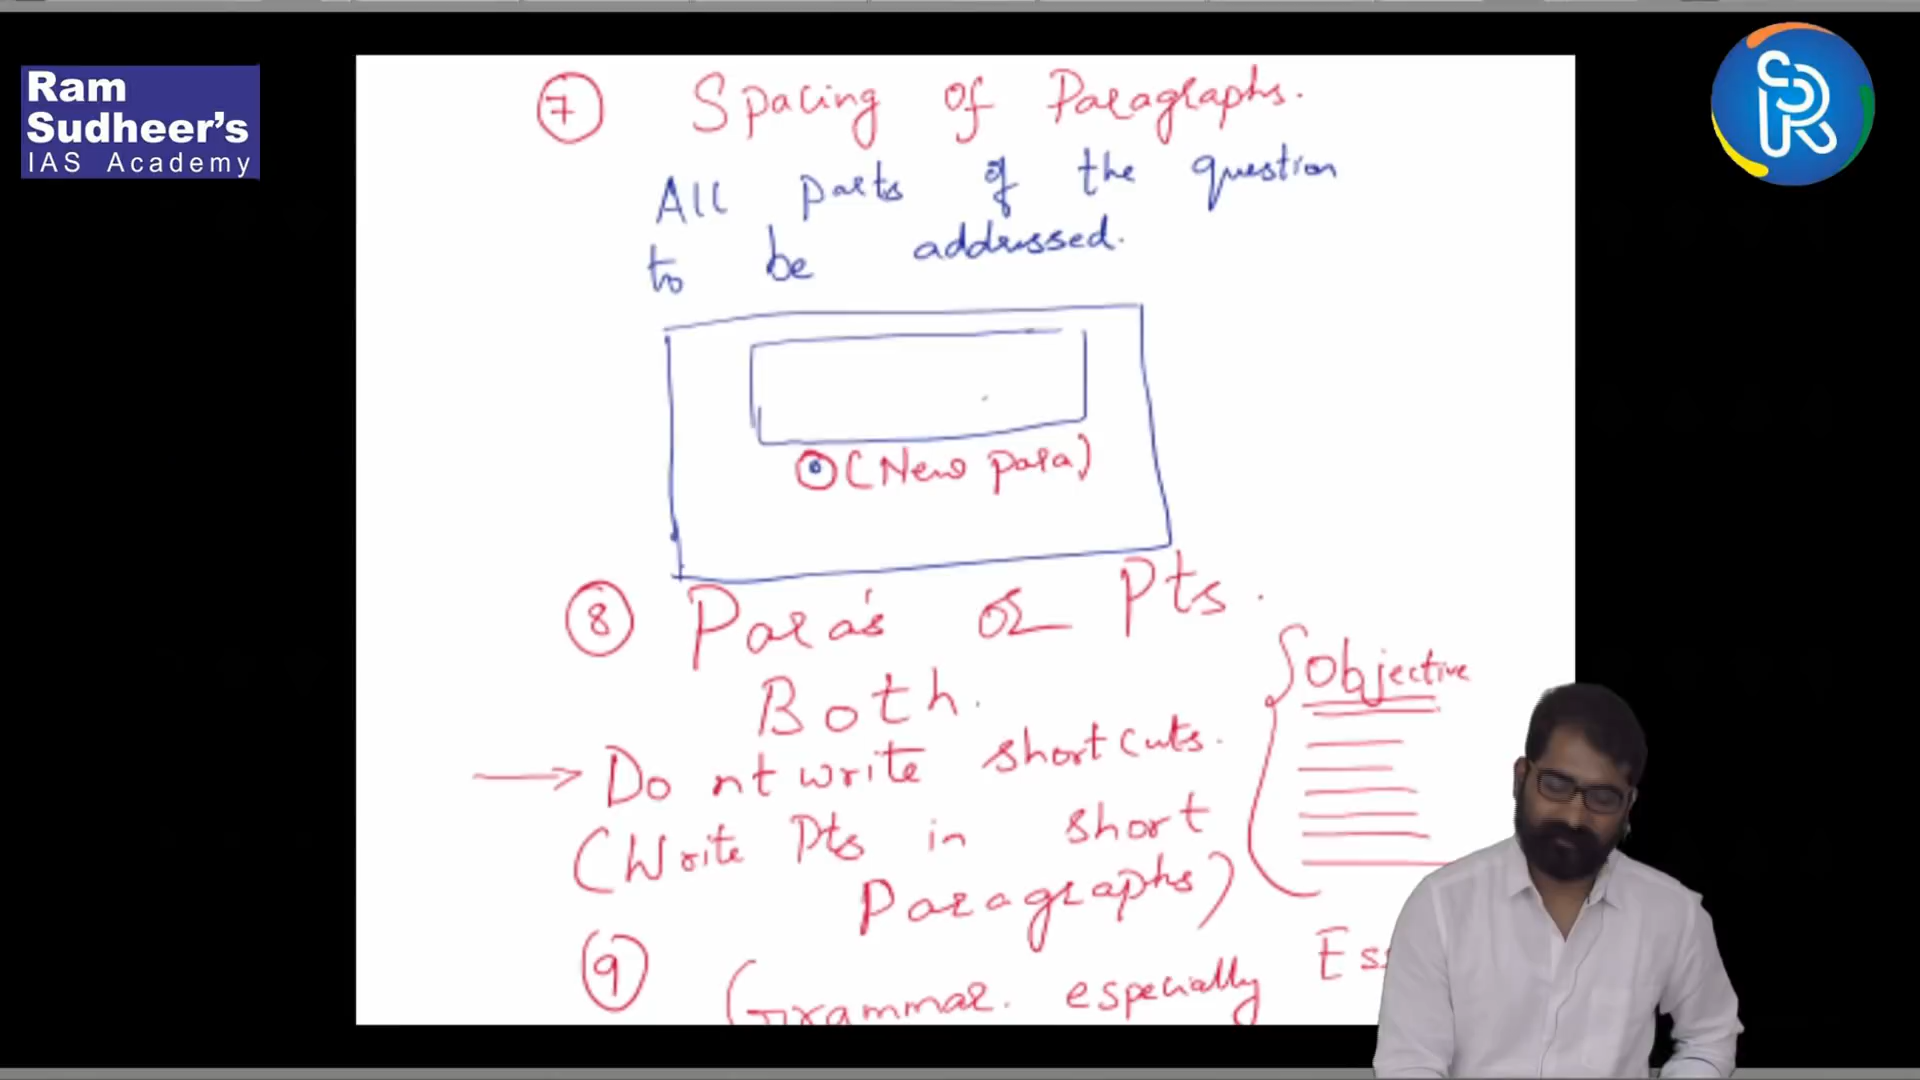 Ram
Sudheer's
IAS Academy
7 Spacing of Paragraphs.
All parts of the question
to be addressed.
(New para)
8 Para's or Pts.
Both.
Objective
→ Do nt write shortcuts.
(Write Pts in short
Paragraphs)
9 Grammar. especially Ess